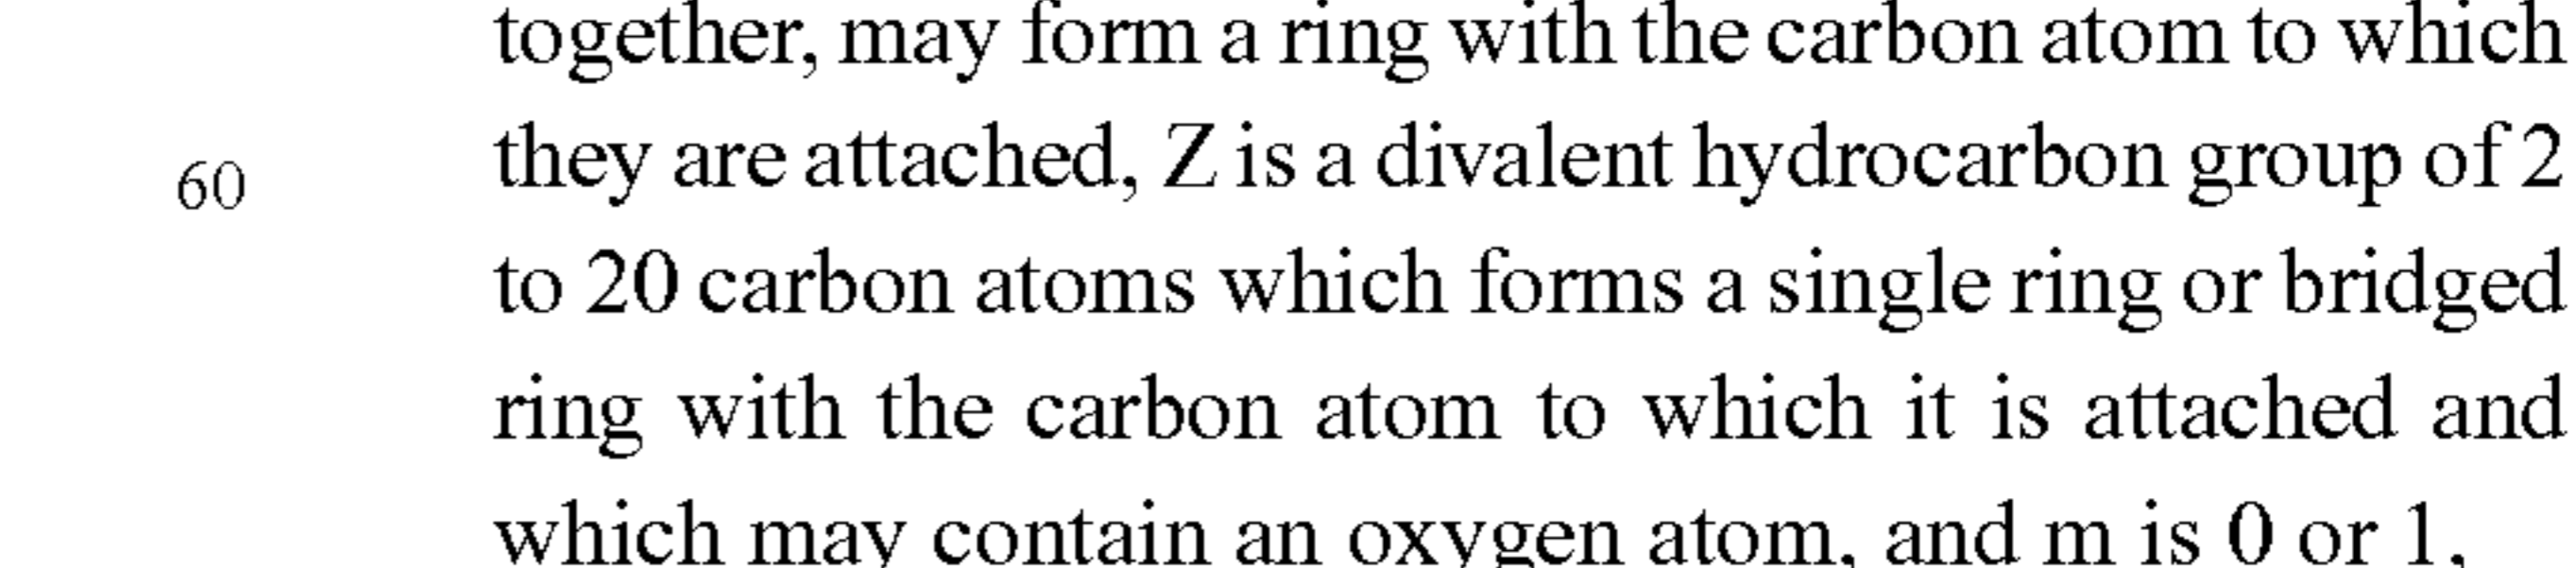 together, may form a ring with the carbon atom to which
60 they are attached, Z is a divalent hydrocarbon group of 2
to 20 carbon atoms which forms a single ring or bridged
ring with the carbon atom to which it is attached and
which may contain an oxygen atom, and m is 0 or 1,